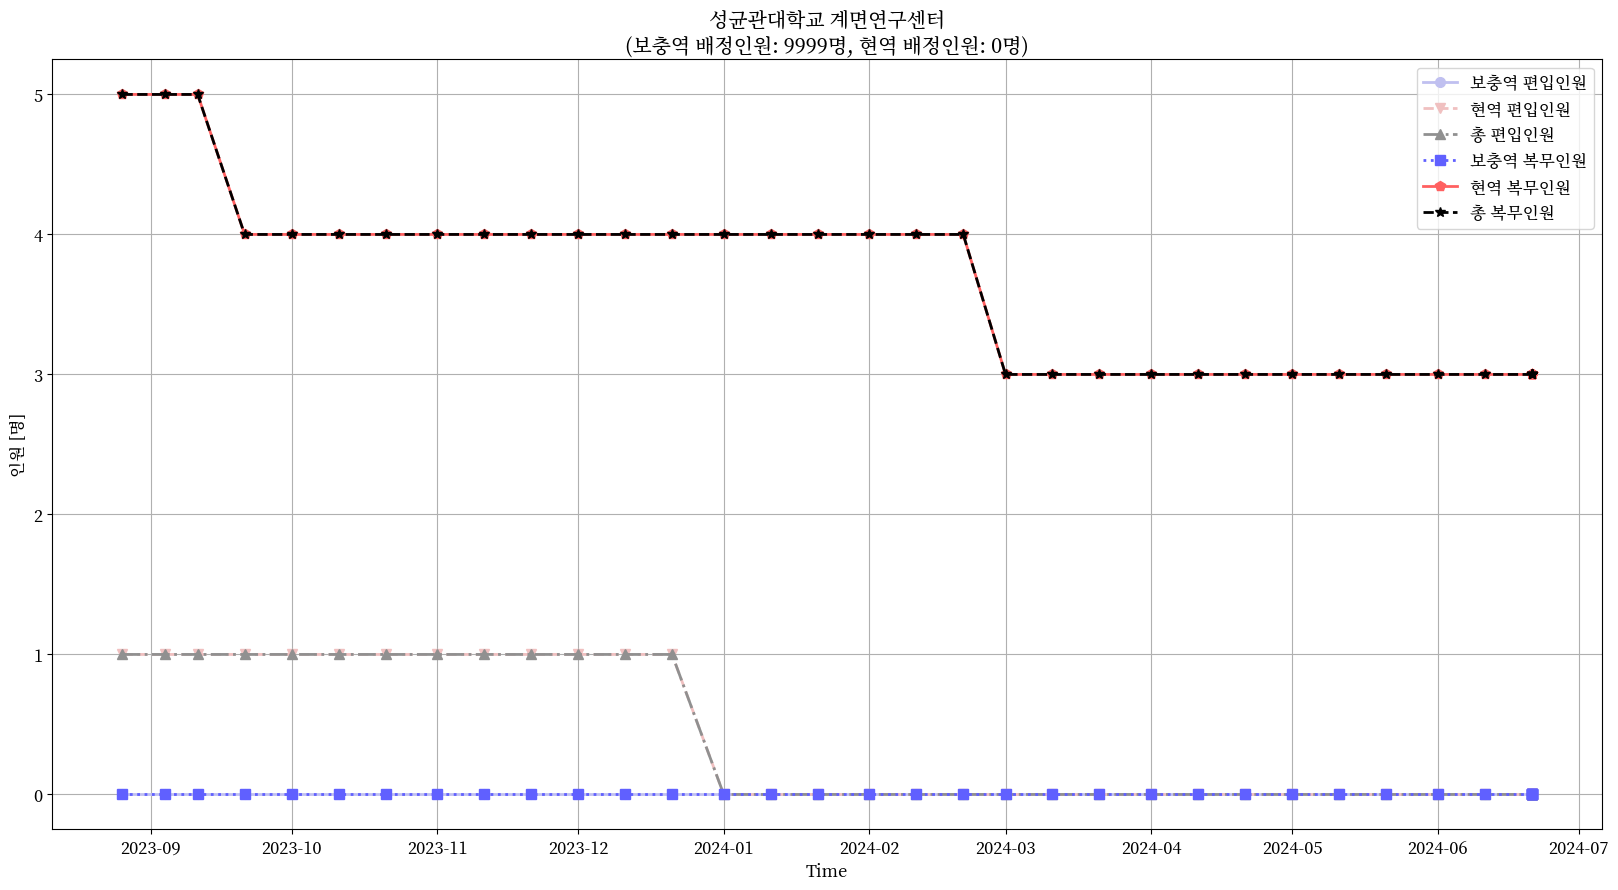 성균관대학교 계면연구센터
(보충역 배정인원: 9999명, 현역 배정인원: 0명)
보충역 편입인원
현역 편입인원
총 편입인원
보충역 복무인원
현역 복무인원
총 복무인원
인원 [명]
5
4
3
2
1
0
2023-09
2023-10
2023-11
2023-12
2024-01
2024-02
2024-03
2024-04
2024-05
2024-06
2024-07
Time